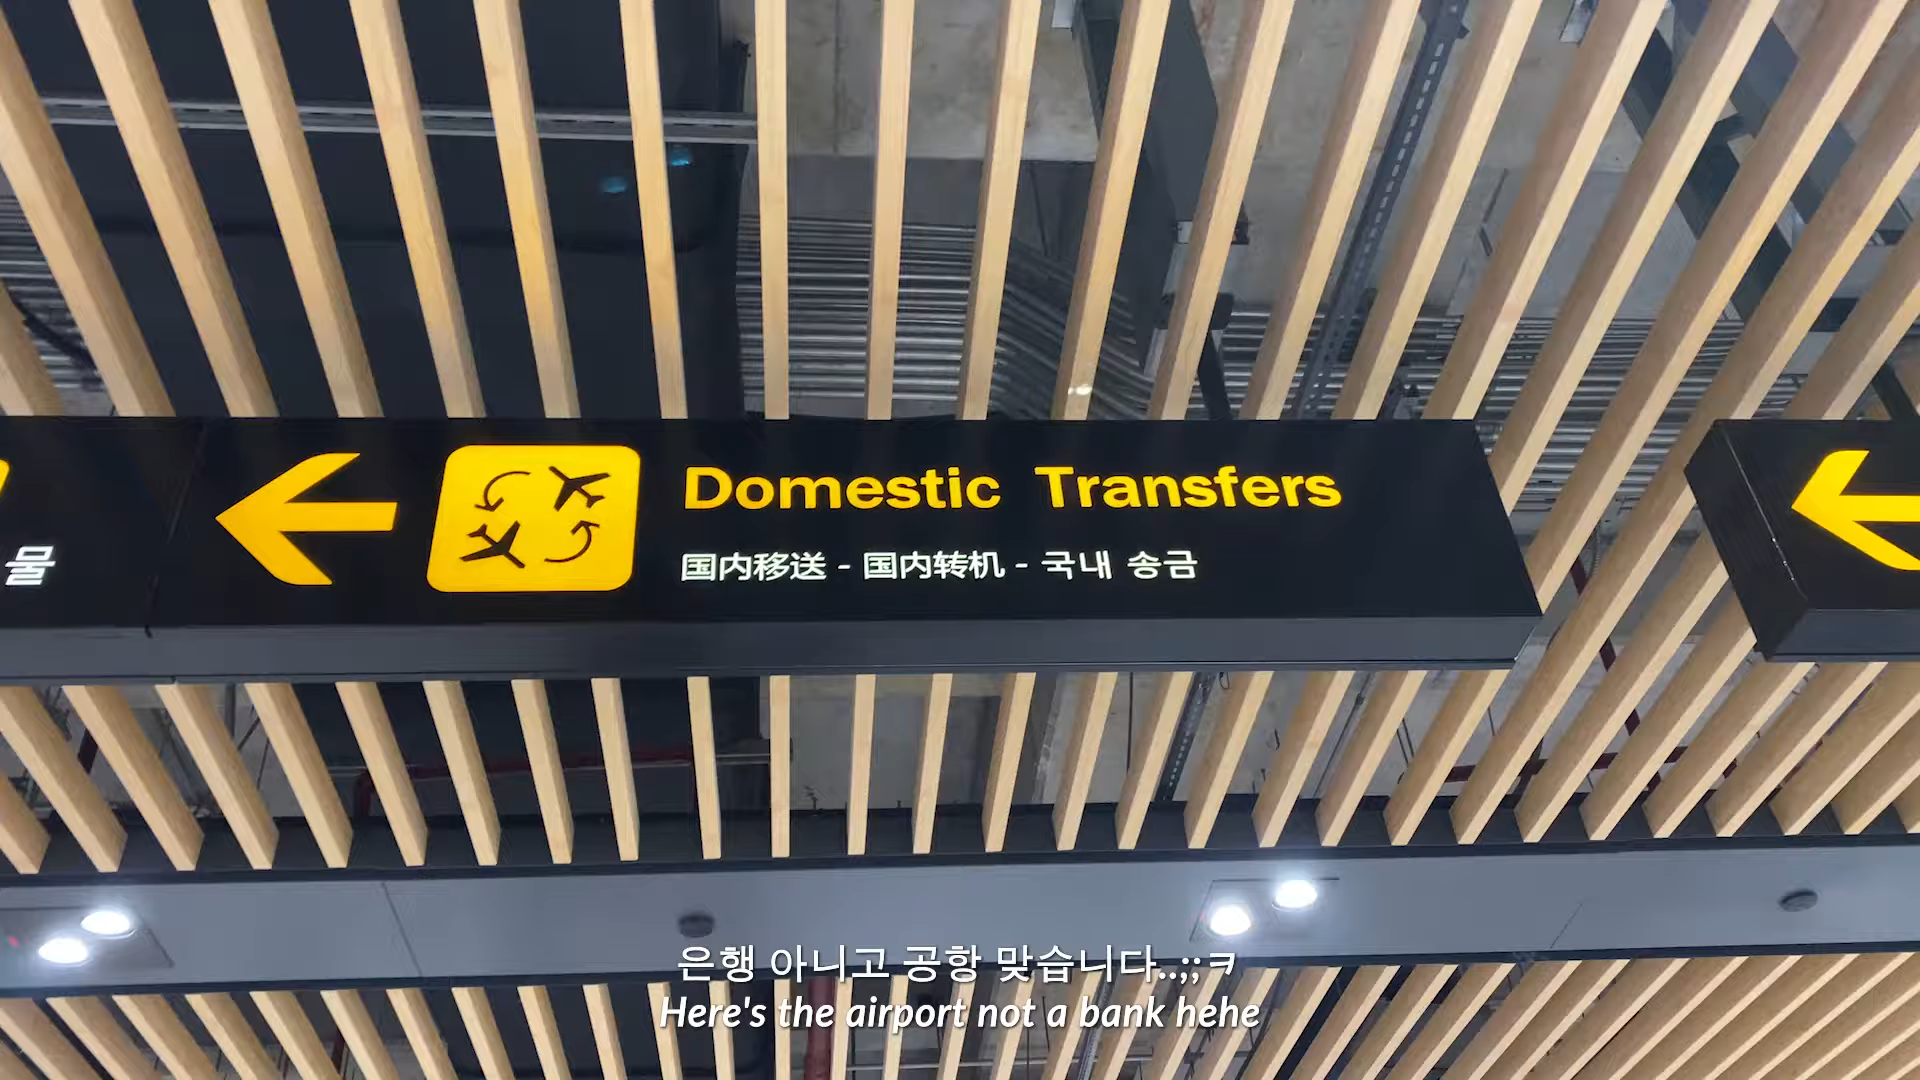 물
Domestic Transfers
国内移送 - 国内转机 - 국내 송금
은행 아니고 공항 맞습니다..;;ㅋ
Here's the airport not a bank hehe